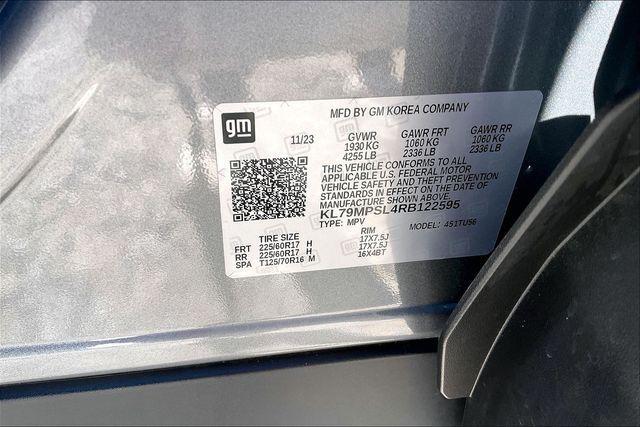 gm
MFD BY GM KOREA COMPANY
11/23 GVWR GAWR FRT GAWR RR
1930 KG 1060 KG 1060 KG
4255 LB 2336 LB 2336 LB
THIS VEHICLE CONFORMS TO ALL
APPLICABLE U.S. FEDERAL MOTOR
VEHICLE SAFETY AND THEFT PREVENTION
STANDARDS IN EFFECT ON THE DATE OF
MANUFACTURE SHOWN ABOVE
KL79MPSL4RB122595
TYPE: MPV MODEL: 4S1TU56
TIRE SIZE RIM
FRT 225/60R17 H 17X7.5J
RR 225/60R17 H 17X7.5J
SPA T125/70R16 M 16X4BT